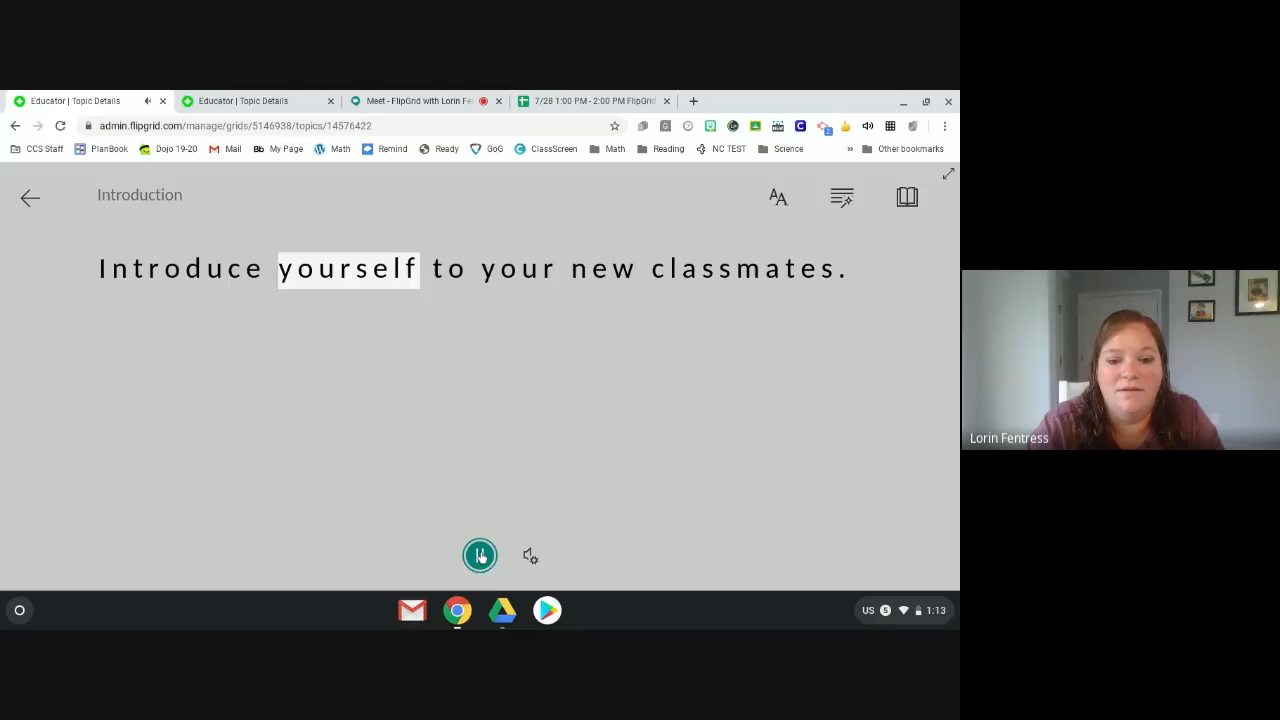 Educator | Topic Details
Educator | Topic Details
Meet - FlipGrid with Lorin Fe
7/28 1:00 PM - 2:00 PM FlipGrid
admin.flipgrid.com/manage/grids/5146938/topics/14576422
CCS Staff PlanBook Dojo 19-20 Mail Bb My Page Math Remind Ready GoG ClassScreen Math Reading NC TEST Science » Other bookmarks
Introduction
Introduce yourself to your new classmates.
Lorin Fentress
US 5 1:13